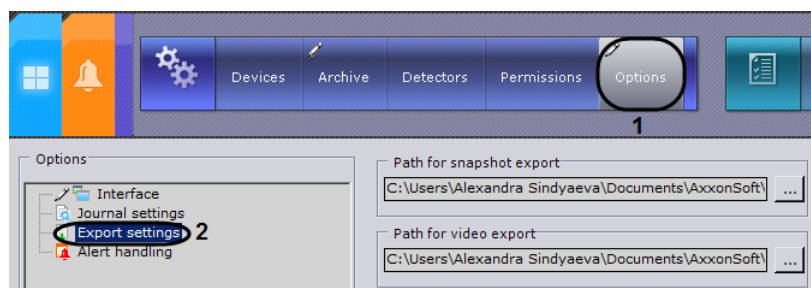 Devices Archive Detectors Permissions Options
1
Options
Interface
Journal settings
Export settings 2
Alert handling
Path for snapshot export
C:\Users\Alexandra Sindyaeva\Documents\AxxonSoft\ ...
Path for video export
C:\Users\Alexandra Sindyaeva\Documents\AxxonSoft\ ...